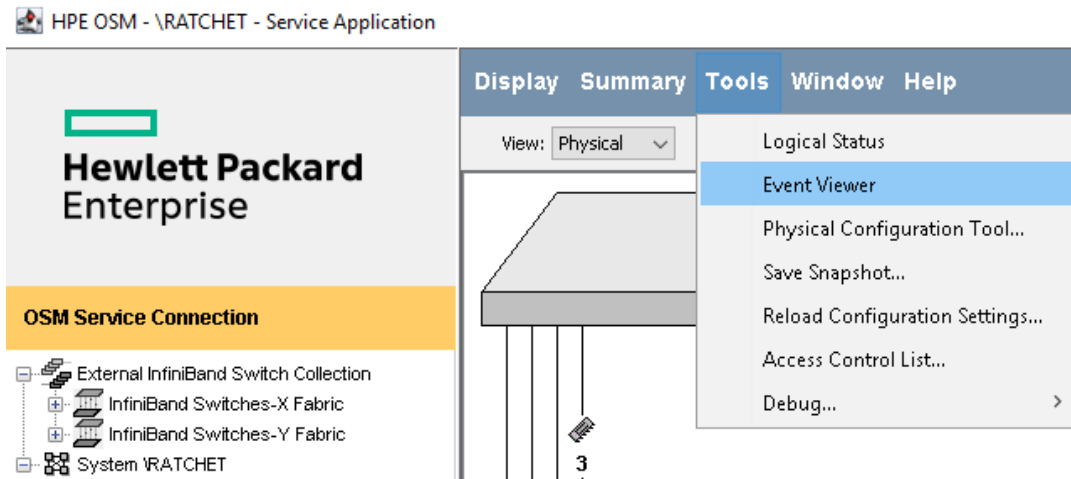 HPE OSM - \RATCHET - Service Application
Display Summary Tools Window Help
View: Physical
Hewlett Packard
Enterprise
Logical Status
Event Viewer
Physical Configuration Tool...
Save Snapshot...
Reload Configuration Settings...
Access Control List...
Debug...
OSM Service Connection
External InfiniBand Switch Collection
InfiniBand Switches-X Fabric
InfiniBand Switches-Y Fabric
System \RATCHET
3